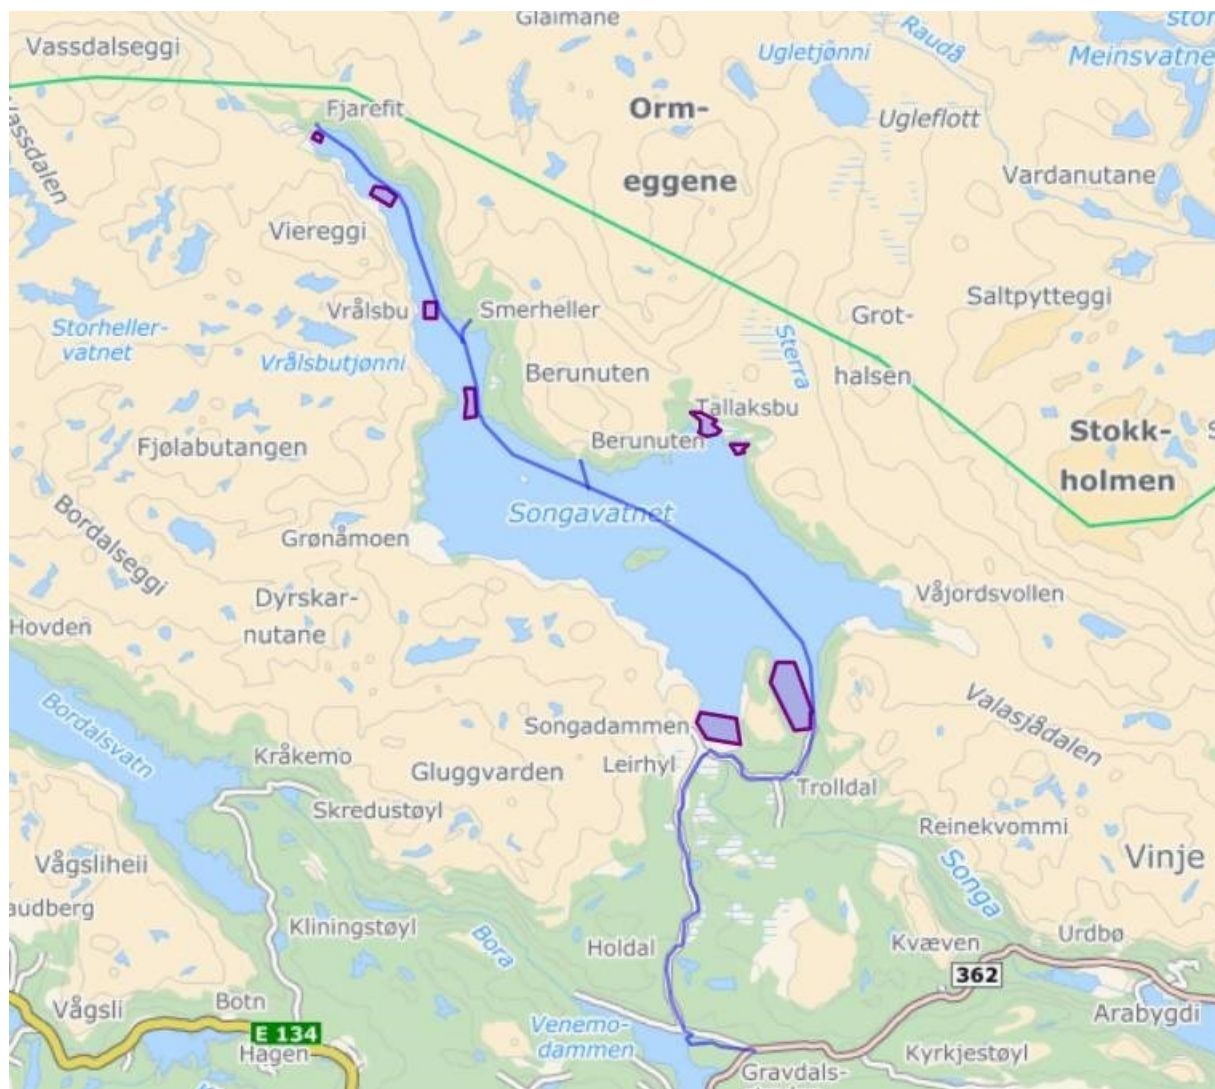 Glaimane
stor
Vassdalseggi
Raudå
Ugletjønni
Meinsvatne
Fjarefit
Orm-
Ugleflott
Vassdalen
eggene
Vardanutane
Viereggi
Saltpytteggi
Vrålsbu
Smerheller
Grot-
Storheller-
vatnet
Sterra
Vrålsbutjønni
Berunuten
halsen
Tallaksbu
Stokk-
S
Fjølabutangen
Berunuten
holmen
Songavatnet
Bordalseggi
Grønåmoen
Dyrskar-
nutane
Våjordsvollen
Hovden
Bordalsvatn
Songadammen
Valasjådalen
Kråkemo
Gluggvarden
Leirhyl
Trolldal
Skredustøyl
Reinekvommi
Vågsliheii
Vinje
Songa
audberg
Kliningstøyl
Bora
Holdal
Kvæven
Urdbø
362
Vågsli
Botn
Arabygdi
E 134
Venemo-
dammen
Hagen
Kyrkjestøyl
Gravdals-